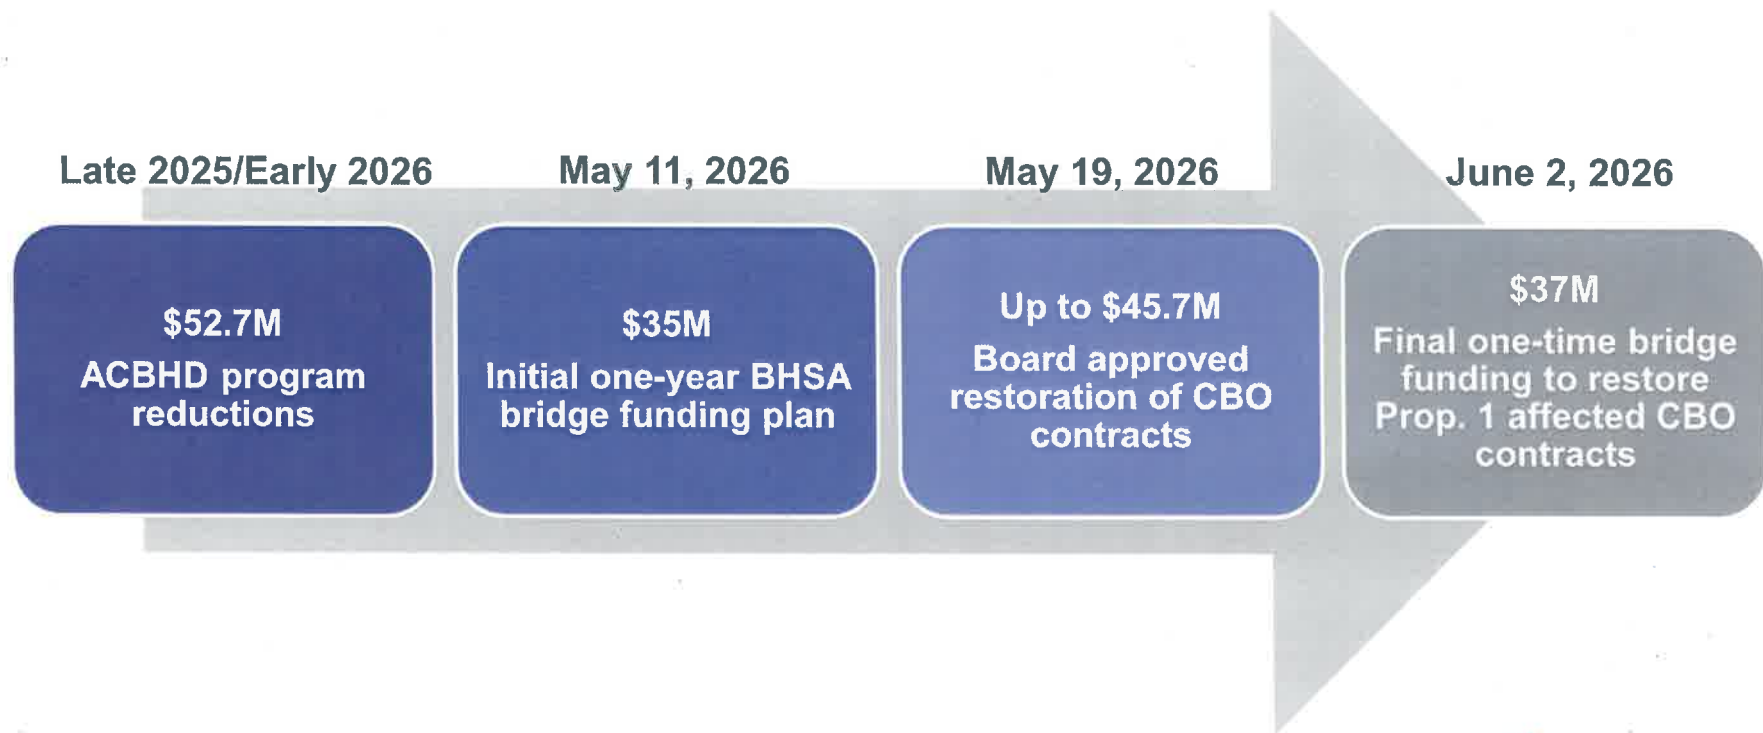 Late 2025/Early 2026
$52.7M
ACBHD program
reductions
May 11, 2026
$35M
Initial one-year BHSA
bridge funding plan
May 19, 2026
Up to $45.7M
Board approved
restoration of CBO
contracts
June 2, 2026
$37M
Final one-time bridge
funding to restore
Prop. 1 affected CBO
contracts